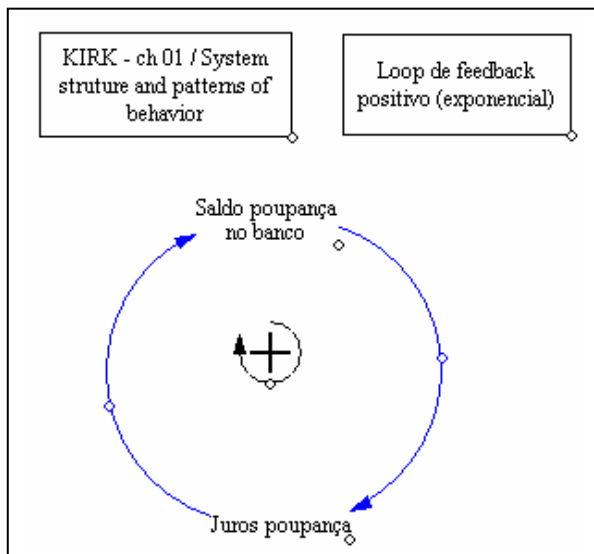 KIRK - ch 01 / System
struture and patterns of
behavior
Loop de feedback
positivo (exponencial)
Saldo poupança
no banco
Juros poupança